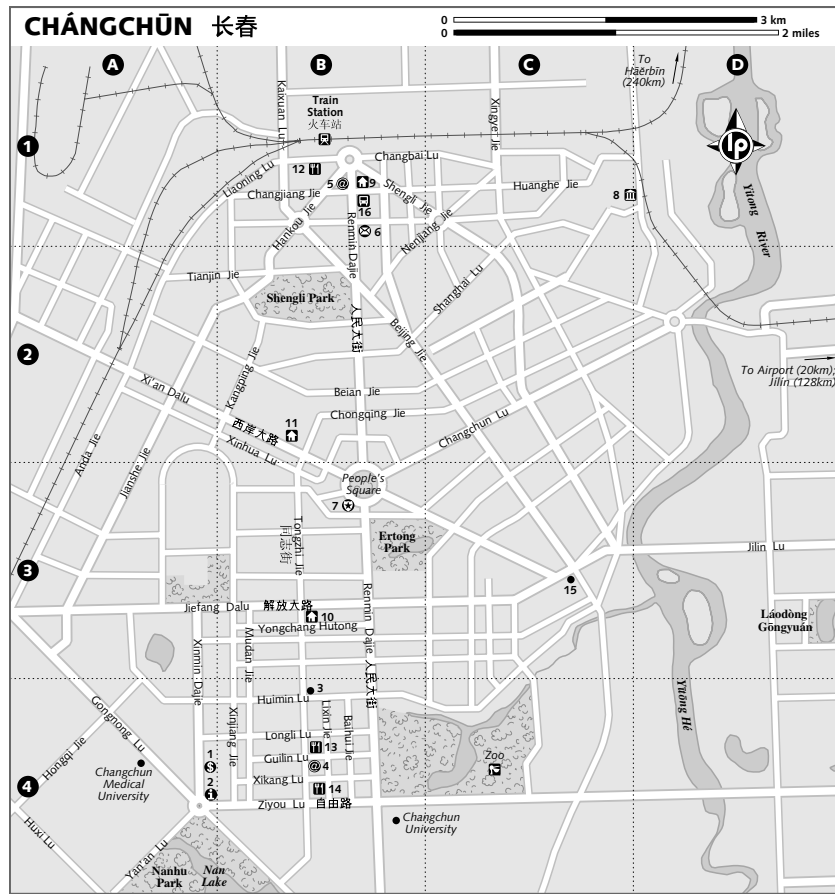 CHÁNGCHŪN 长春
0 3 km
0 2 miles
A
B
C
D
To
Hāěrbīn
(240km)
Kaixuan Lu
Train
Station
火车站
Xingye Jie
lp
1
Changbai Lu
12
Liaoning Lu
5 @
9
Shengli Jie
Huanghe Jie
8
Changjiang Jie
16
Hankou Jie
Renmin Dajie
6
Nenjiang Jie
Yitong River
Tianjin Jie
Shanghai Lu
Shengli Park
人民大街
Beijing Jie
2
Kangping Jie
To Airport (20km);
Jílín (128km)
Xi'an Dalu
Beian Jie
Chongqing Jie
11
西岸大路
Changchun Lu
Xinhua Lu
Anda Jie
Jianshe Jie
People's
Square
7
Tongzhi Jie
同志街
Ertong
Park
Jilin Lu
3
15
Renmin Dajie
Jiefang Dalu 解放大路
10
Yongchang Hutong
Láodòng
Gōngyuán
Xinmin Dajie
Mudan Jie
人民大街
3
Huimin Lu
Gongnong Lu
Xinjiang Jie
Lixin Jie
Baihui Jie
Yītōng Hé
Longli Lu
Hongqi Jie
13
1
$
Guilin Lu
@ 4
Zoo
Changchun
Medical
University
2
i
Xikang Lu
4
14
Ziyou Lu 自由路
Changchun
University
Huxi Lu
Yan'an Lu
Nanhu
Park
Nan
Lake